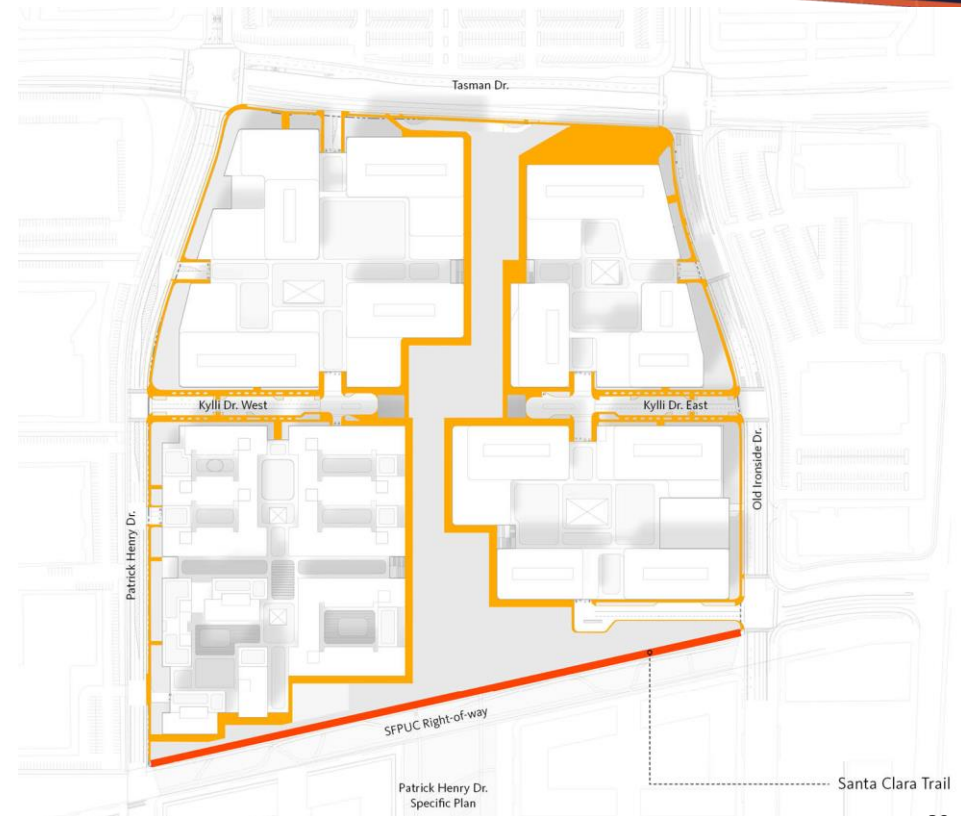 Tasman Dr.
Kylli Dr. West
Kylli Dr. East
Old Ironside Dr.
Patrick Henry Dr.
SFPUC Right-of-way
Santa Clara Trail
Patrick Henry Dr.
Specific Plan